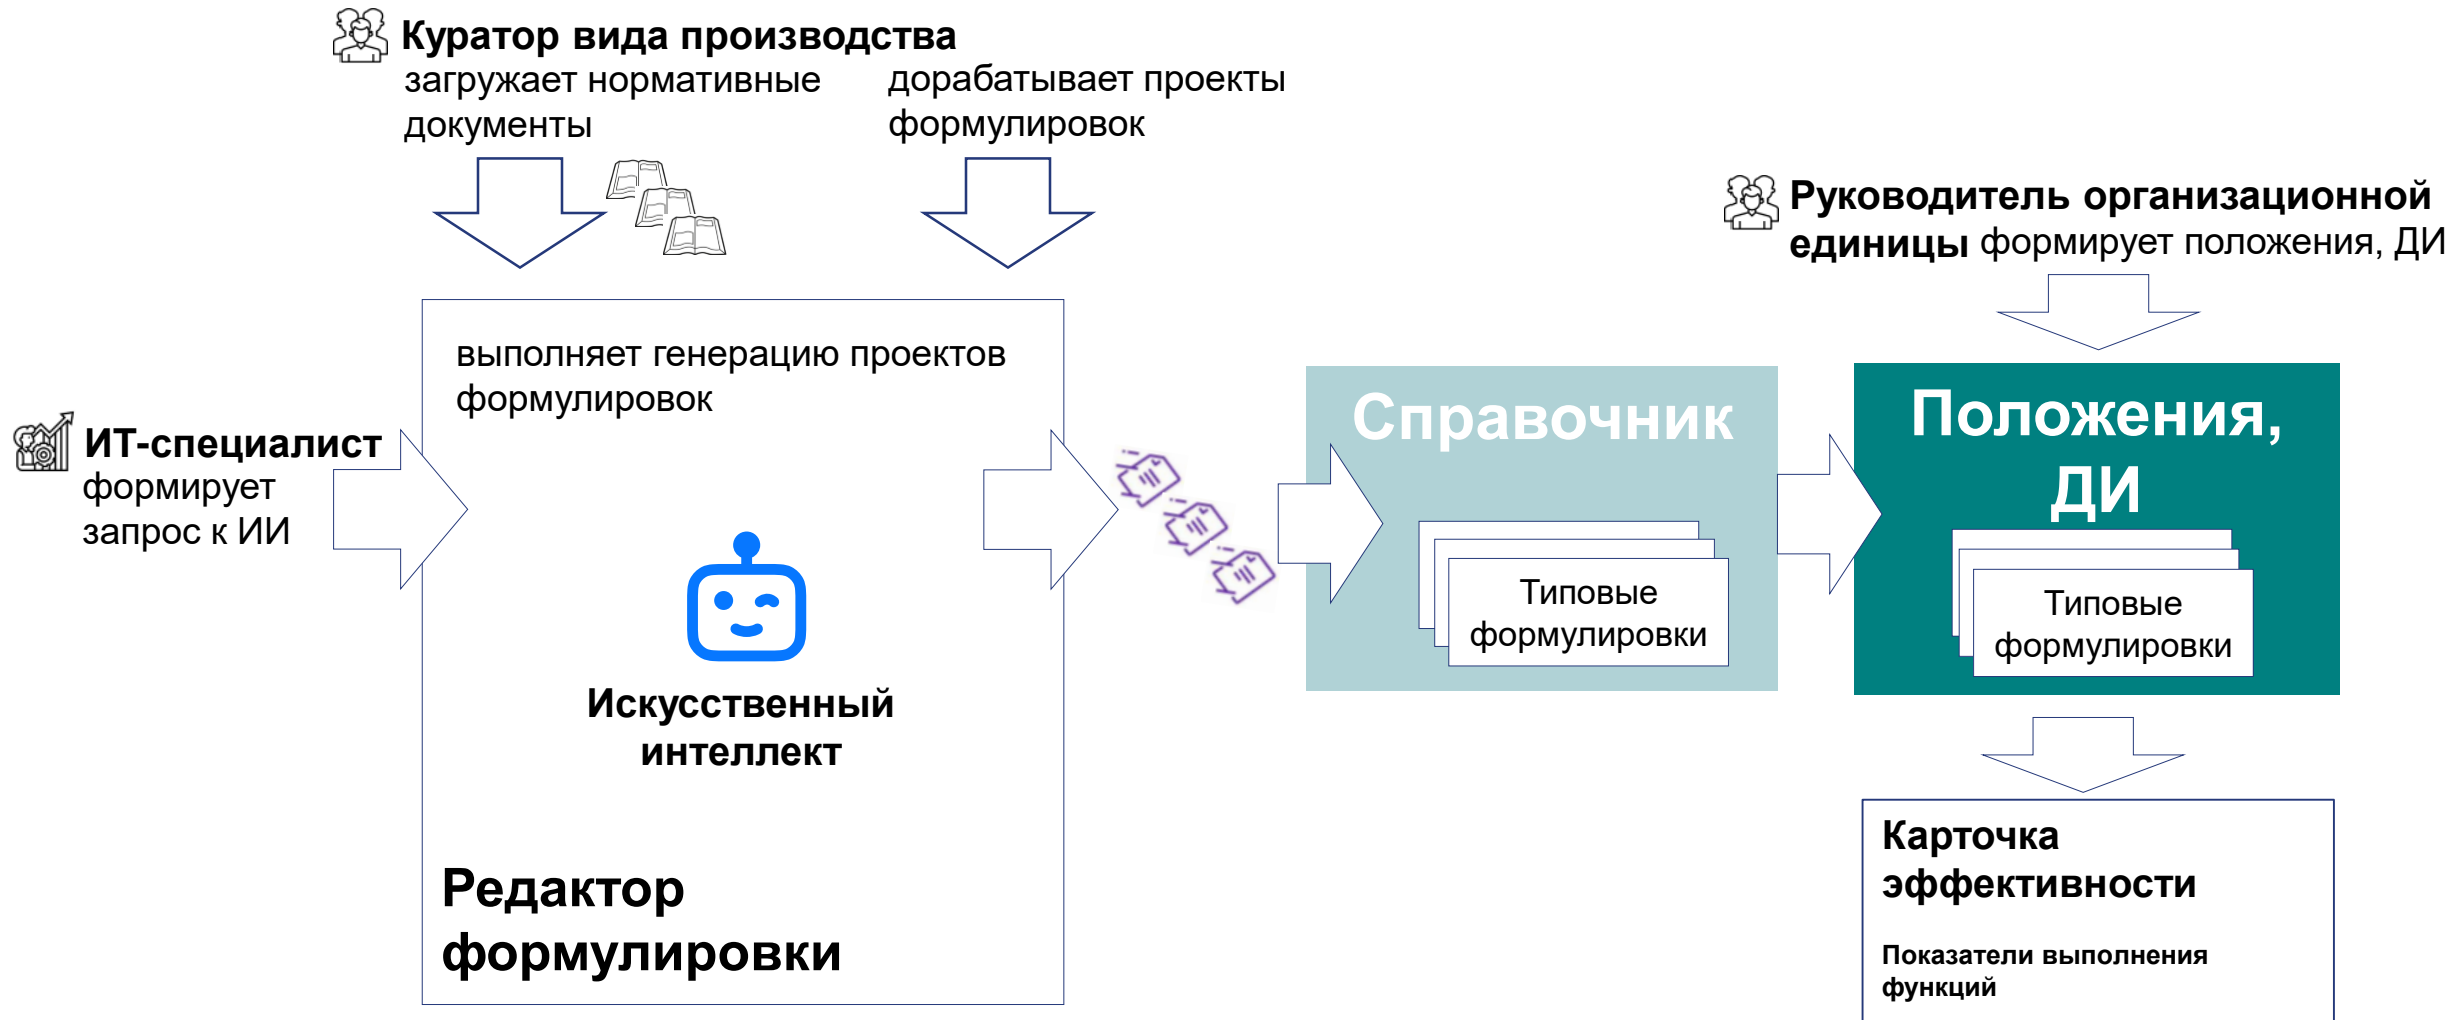 Куратор вида производства
загружает нормативные
документы
дорабатывает проекты
формулировок
Руководитель организационной
единицы формирует положения, ДИ
ИТ-специалист
формирует
запрос к ИИ
выполняет генерацию проектов
формулировок
Искусственный
интеллект
Редактор
формулировки
Справочник
Типовые
формулировки
Положения,
ДИ
Типовые
формулировки
Карточка
эффективности
Показатели выполнения
функций